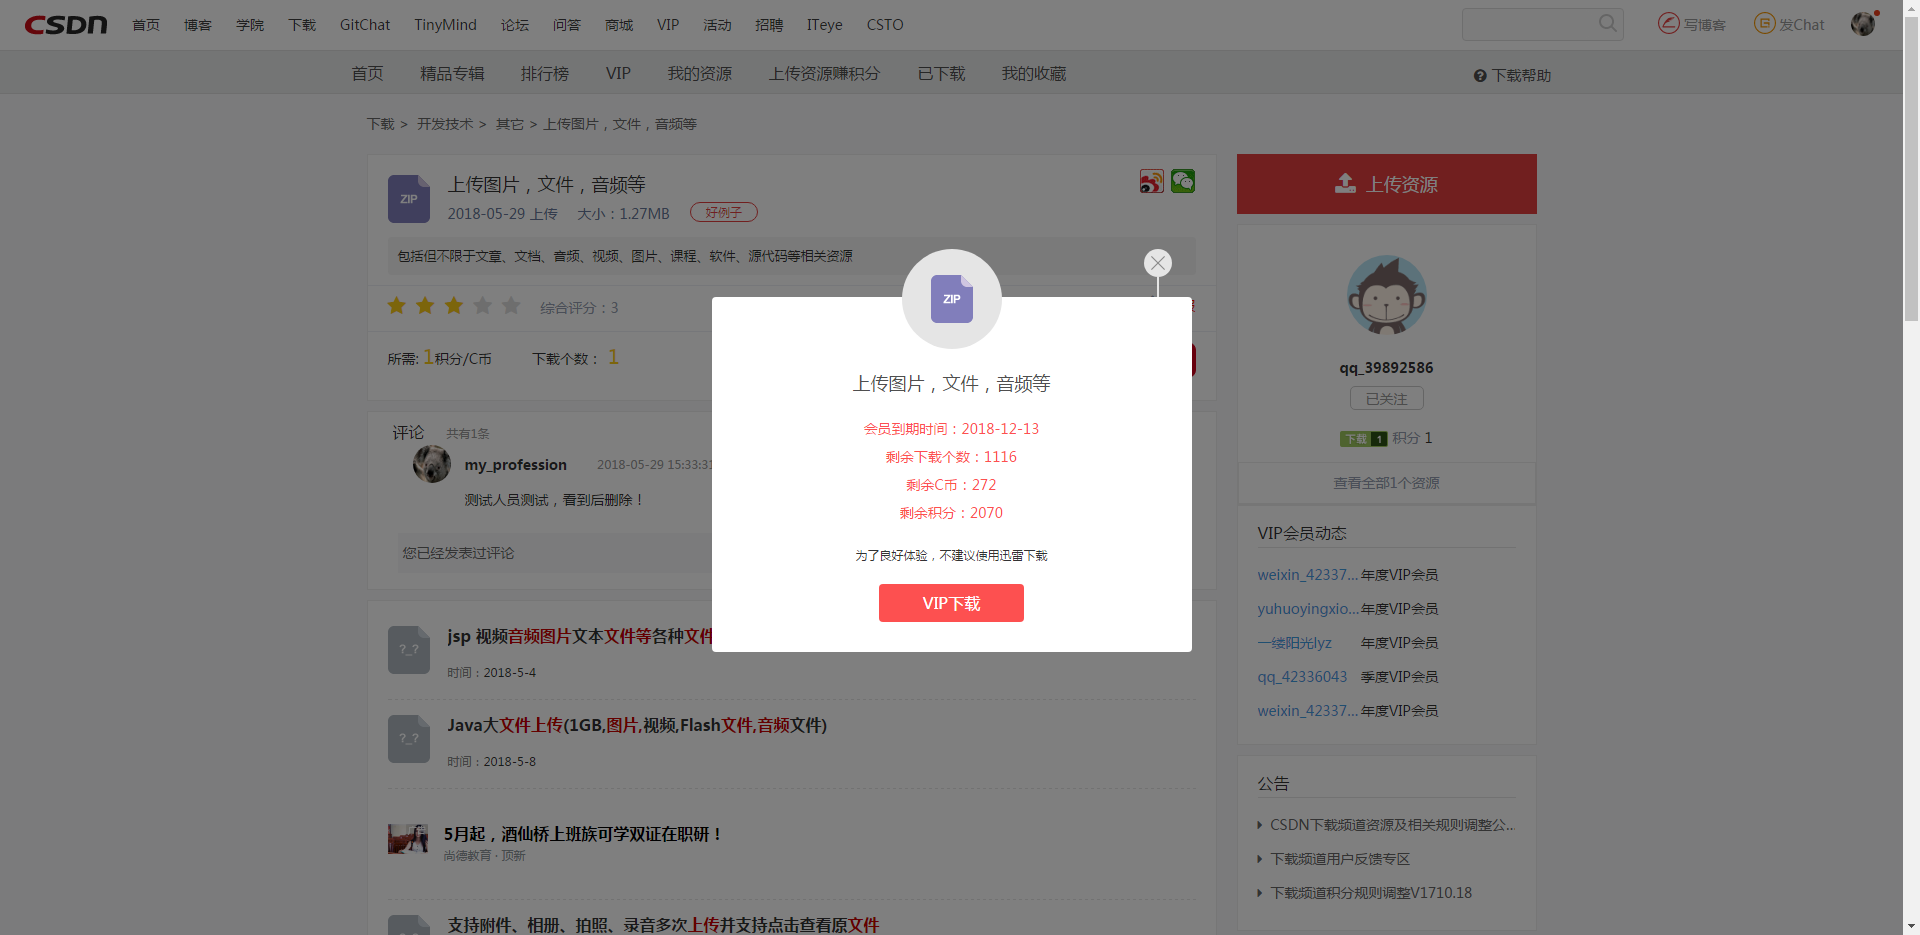 CSDN 首页 博客 学院 下载 GitChat TinyMind 论坛 问答 商城 VIP 活动 招聘 ITeye CSTO 写博客 发Chat
首页 精品专辑 排行榜 VIP 我的资源 上传资源赚积分 已下载 我的收藏 下载帮助
下载 > 开发技术 > 其它 > 上传图片，文件，音频等
ZIP
上传图片，文件，音频等
2018-05-29 上传 大小：1.27MB 好例子
包括但不限于文章、文档、音频、视频、图片、课程、软件、源代码等相关资源
综合评分：3
所需: 1积分/C币 下载个数： 1
评论 共有1条
my_profession 2018-05-29 15:33:31
测试人员测试，看到后删除！
您已经发表过评论
?_?
jsp 视频音频图片文本文件等各种文件
时间：2018-5-4
?_?
Java大文件上传(1GB,图片,视频,Flash文件,音频文件)
时间：2018-5-8
5月起，酒仙桥上班族可学双证在职研！
尚德教育 · 顶新
支持附件、相册、拍照、录音多次上传并支持点击查看原文件
ZIP
上传图片，文件，音频等
会员到期时间：2018-12-13
剩余下载个数：1116
剩余C币：272
剩余积分：2070
为了良好体验，不建议使用迅雷下载
VIP下载
上传资源
qq_39892586
已关注
下载 1 积分 1
查看全部1个资源
VIP会员动态
weixin_42337... 年度VIP会员
yuhuoyingxio... 年度VIP会员
一缕阳光lyz 年度VIP会员
qq_42336043 季度VIP会员
weixin_42337... 年度VIP会员
公告
CSDN下载频道资源及相关规则调整公...
下载频道用户反馈专区
下载频道积分规则调整V1710.18